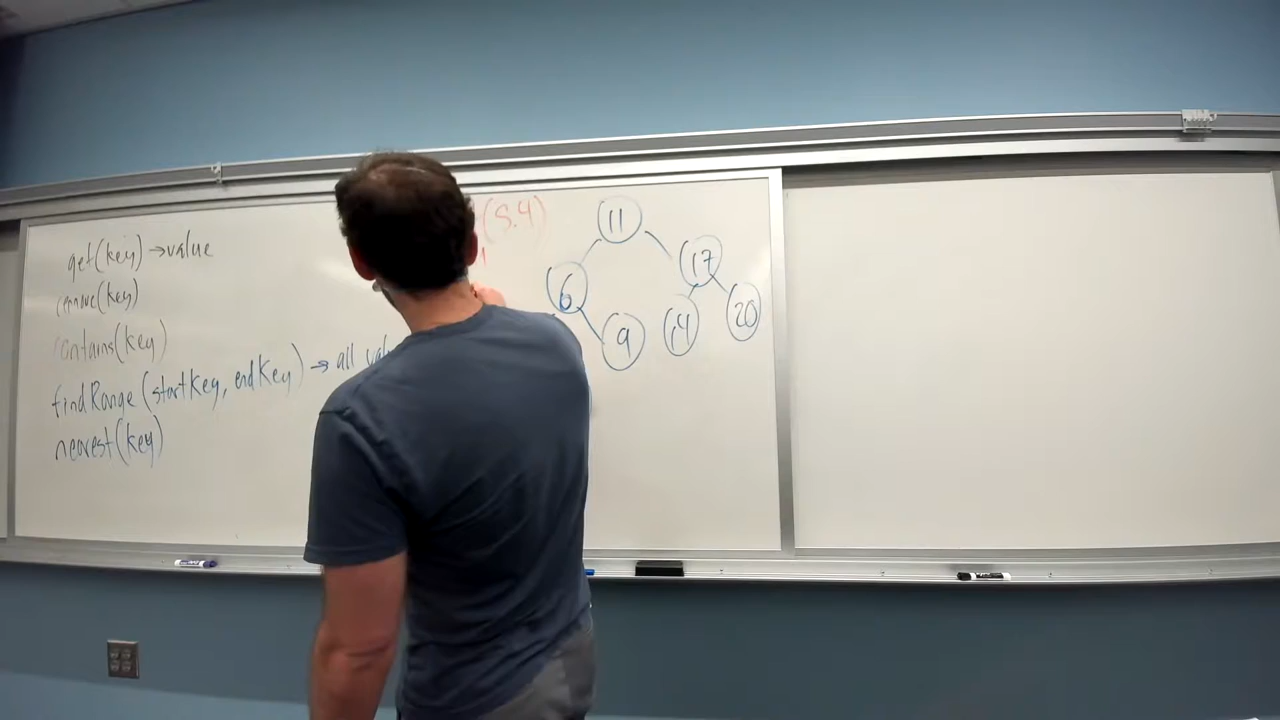 get(key) → value
remove(key)
contains(key)
findRange(startKey, endKey) → all
nearest(key)
(5.4)
11
6
17
9
14
20